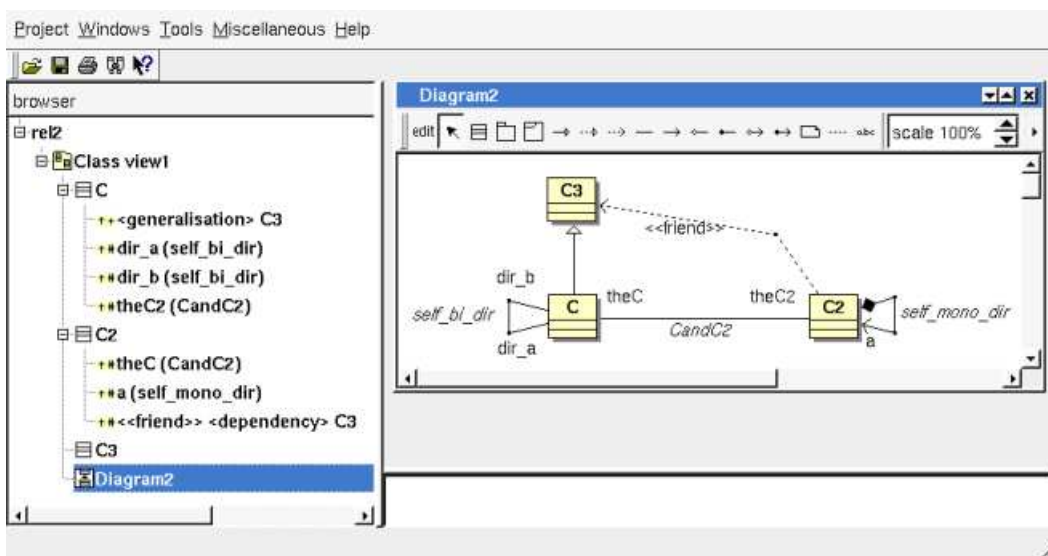 Project Windows Tools Miscellaneous Help
browser
rel2
Class view1
C
<generalisation> C3
dir_a (self_bi_dir)
dir_b (self_bi_dir)
theC2 (CandC2)
C2
theC (CandC2)
a (self_mono_dir)
<<friend>> <dependency> C3
C3
Diagram2
Diagram2
edit abc scale 100%
C3
<<friend>>
dir_b
self_bi_dir C theC theC2 C2 self_mono_dir
CandC2
dir_a a